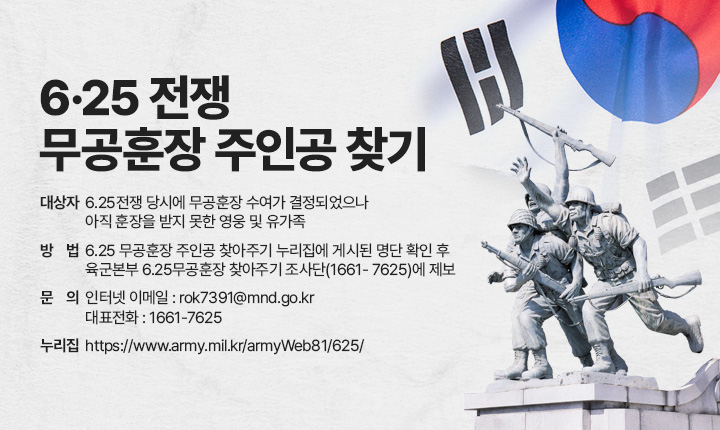 6·25 전쟁
무공훈장 주인공 찾기
대상자 6.25전쟁 당시에 무공훈장 수여가 결정되었으나
아직 훈장을 받지 못한 영웅 및 유가족
방 법 6.25 무공훈장 주인공 찾아주기 누리집에 게시된 명단 확인 후
육군본부 6.25무공훈장 찾아주기 조사단(1661- 7625)에 제보
문 의 인터넷 이메일 : rok7391@mnd.go.kr
대표전화 : 1661-7625
누리집 https://www.army.mil.kr/armyWeb81/625/